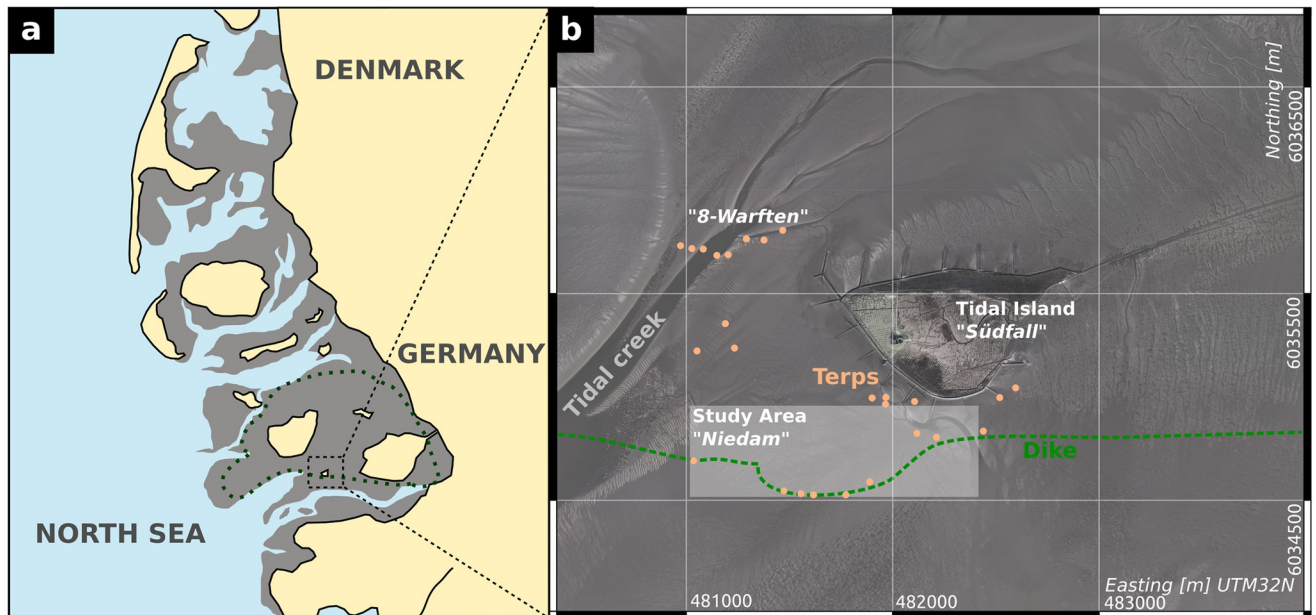 a
DENMARK
GERMANY
NORTH SEA
b
Northing [m]
6036500
"8-Warften"
Tidal Island
"Südfall"
6035500
Tidal creek
Terps
Study Area
"Niedam"
Dike
6034500
Easting [m] UTM32N
481000
482000
483000